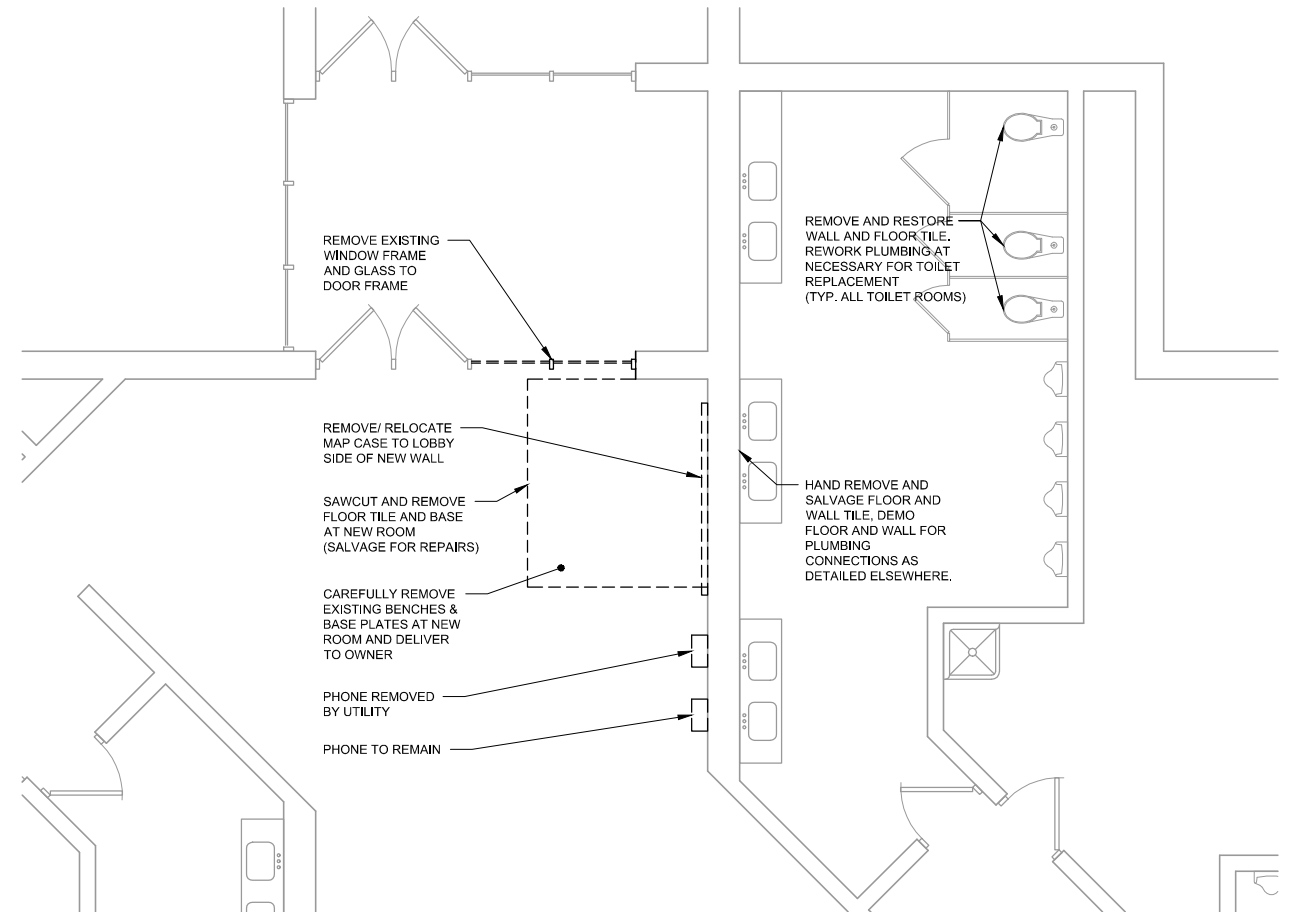 REMOVE EXISTING
WINDOW FRAME
AND GLASS TO
DOOR FRAME
REMOVE/ RELOCATE
MAP CASE TO LOBBY
SIDE OF NEW WALL
SAWCUT AND REMOVE
FLOOR TILE AND BASE
AT NEW ROOM
(SALVAGE FOR REPAIRS)
CAREFULLY REMOVE
EXISTING BENCHES &
BASE PLATES AT NEW
ROOM AND DELIVER
TO OWNER
PHONE REMOVED
BY UTILITY
PHONE TO REMAIN
REMOVE AND RESTORE
WALL AND FLOOR TILE.
REWORK PLUMBING AT
NECESSARY FOR TOILET
REPLACEMENT
(TYP. ALL TOILET ROOMS)
HAND REMOVE AND
SALVAGE FLOOR AND
WALL TILE, DEMO
FLOOR AND WALL FOR
PLUMBING
CONNECTIONS AS
DETAILED ELSEWHERE.